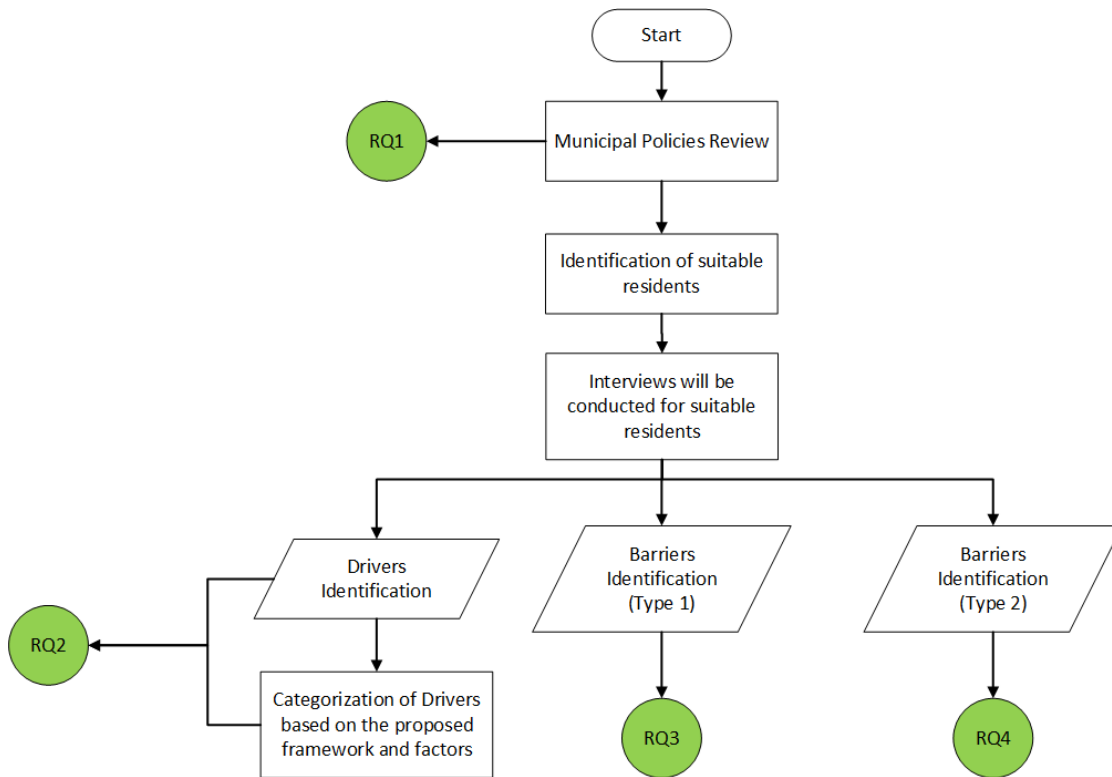 Start
RQ1
Municipal Policies Review
Identification of suitable
residents
Interviews will be
conducted for suitable
residents
Drivers
Identification
Barriers
Identification
(Type 1)
Barriers
Identification
(Type 2)
RQ2
Categorization of Drivers
based on the proposed
framework and factors
RQ3
RQ4